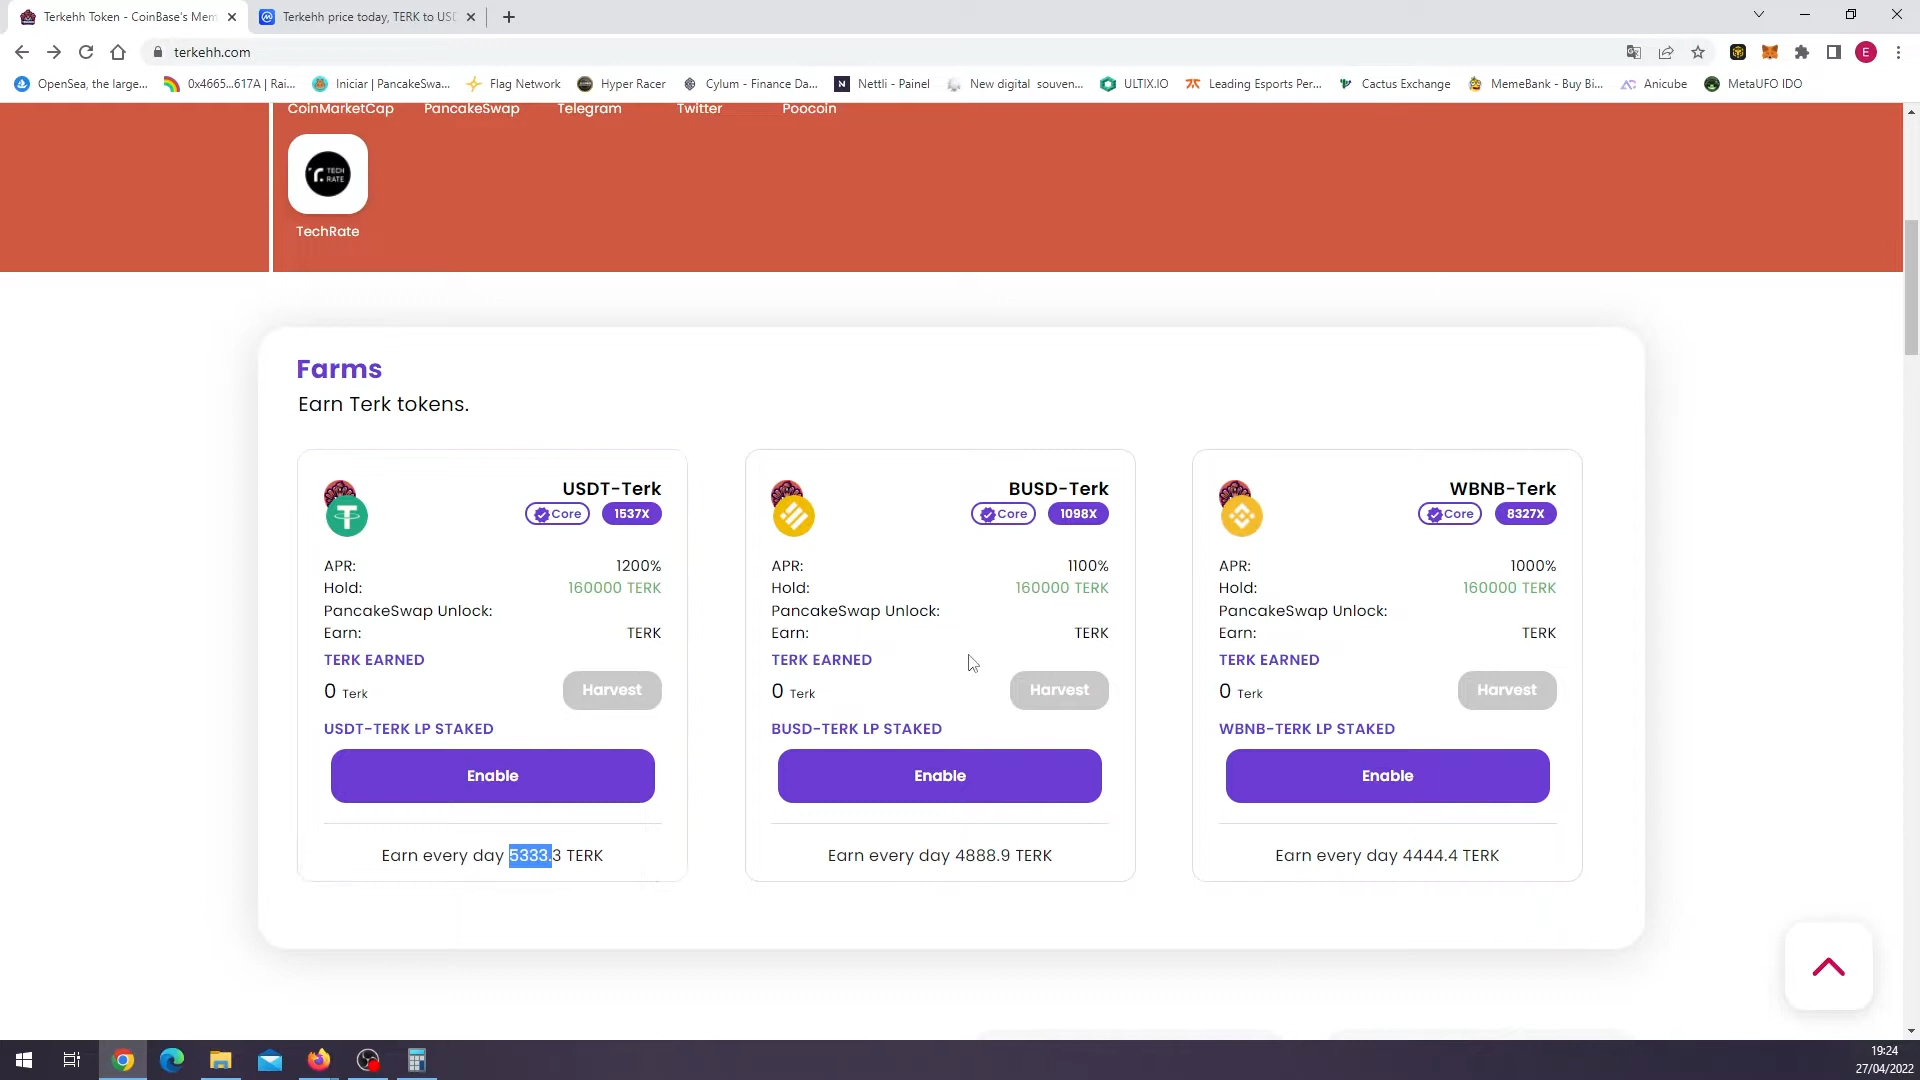 Terkehh Token - CoinBase's Mem
Terkehh price today, TERK to USD
terkehh.com
E
OpenSea, the large...
0x4665...617A | Rai...
Iniciar | PancakeSwa...
Flag Network
Hyper Racer
Cylum - Finance Da...
N
Nettli - Painel
New digital souven...
ULTIX.IO
Leading Esports Per...
Cactus Exchange
MemeBank - Buy Bi...
Anicube
MetaUFO IDO
CoinMarketCap
PancakeSwap
Telegram
Twitter
Poocoin
TECH
RATE
TechRate
Farms
Earn Terk tokens.
USDT-Terk
Core
1537X
APR:
1200%
Hold:
160000 TERK
PancakeSwap Unlock:
Earn:
TERK
TERK EARNED
0 Terk
Harvest
USDT-TERK LP STAKED
Enable
Earn every day 5333.3 TERK
BUSD-Terk
Core
1098X
APR:
1100%
Hold:
160000 TERK
PancakeSwap Unlock:
Earn:
TERK
TERK EARNED
0 Terk
Harvest
BUSD-TERK LP STAKED
Enable
Earn every day 4888.9 TERK
WBNB-Terk
Core
8327X
APR:
1000%
Hold:
160000 TERK
PancakeSwap Unlock:
Earn:
TERK
TERK EARNED
0 Terk
Harvest
WBNB-TERK LP STAKED
Enable
Earn every day 4444.4 TERK
19:24
27/04/2022